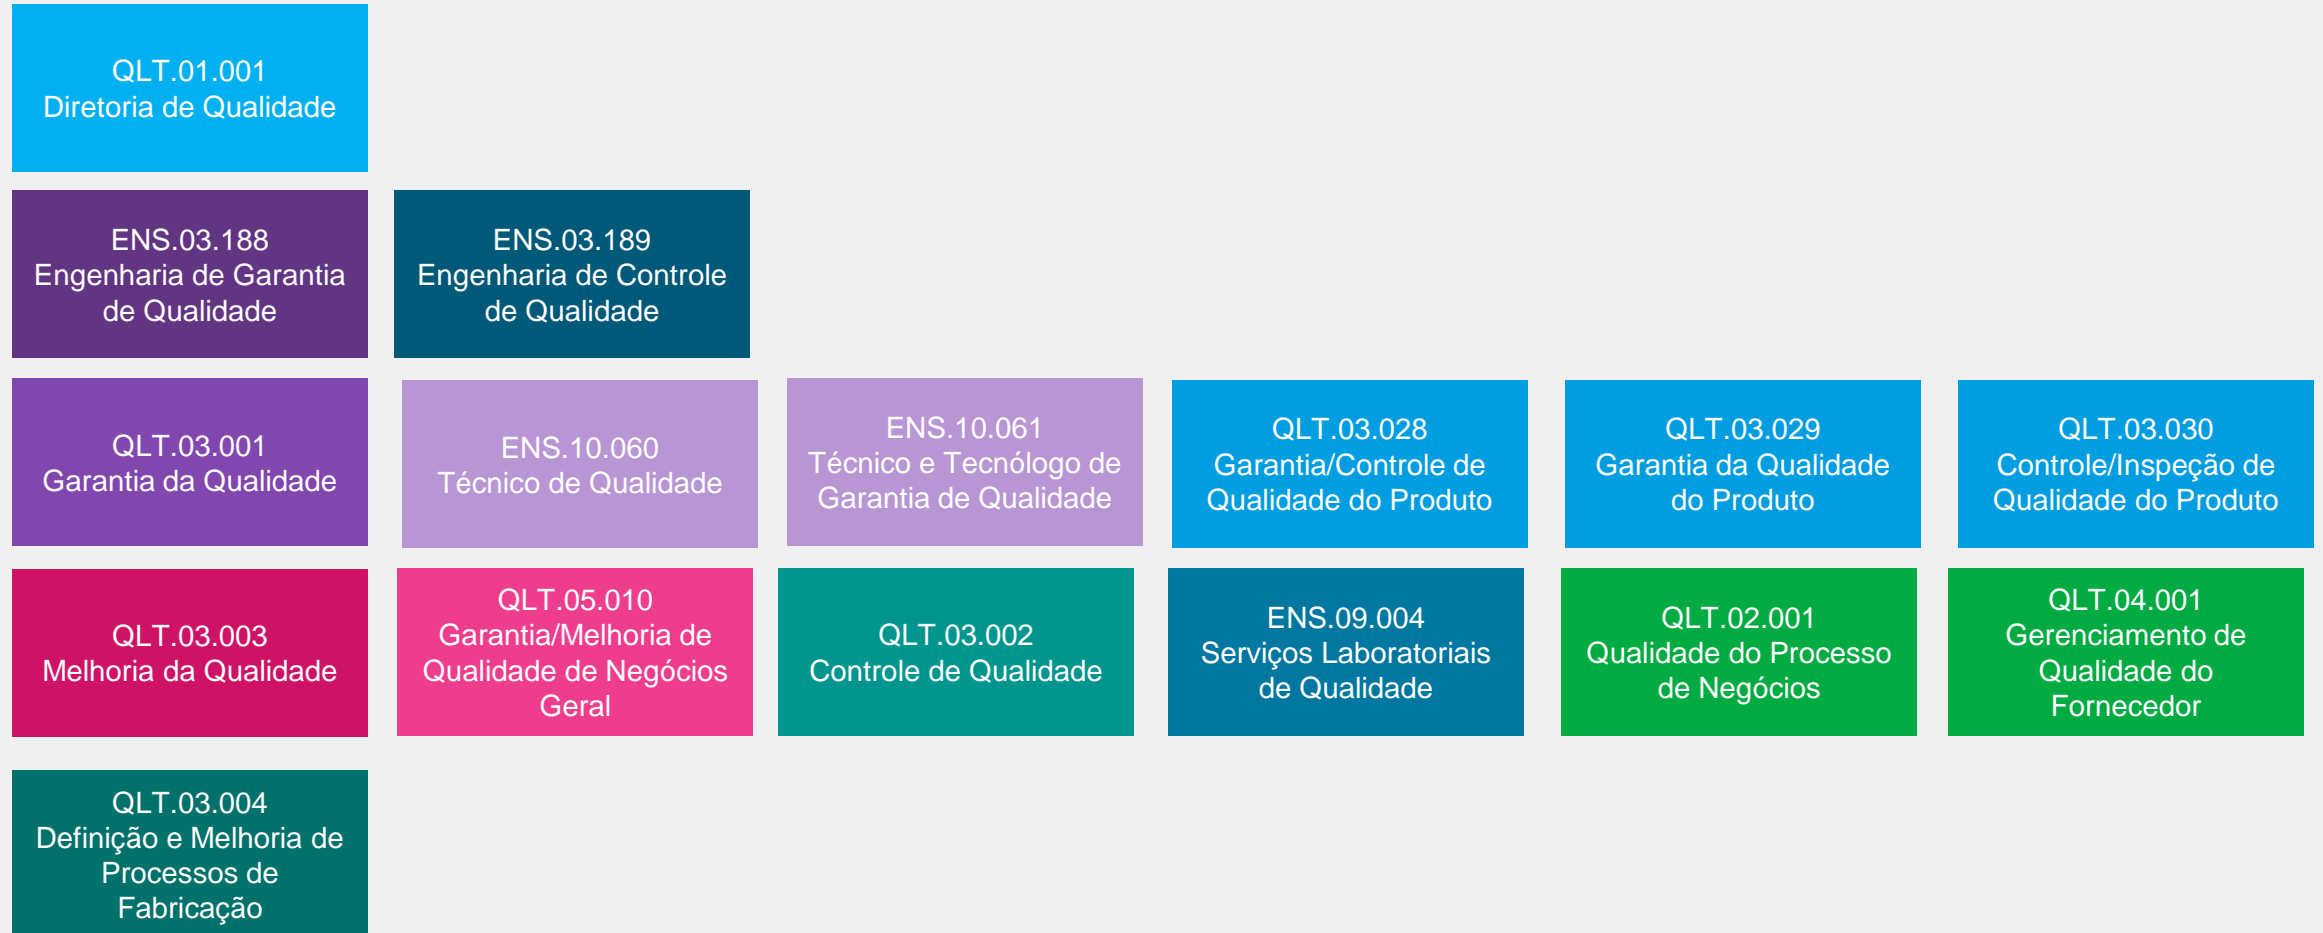 QLT.01.001
Diretoria de Qualidade
ENS.03.188
Engenharia de Garantia
de Qualidade
ENS.03.189
Engenharia de Controle
de Qualidade
QLT.03.001
Garantia da Qualidade
ENS.10.060
Técnico de Qualidade
ENS.10.061
Técnico e Tecnólogo de
Garantia de Qualidade
QLT.03.028
Garantia/Controle de
Qualidade do Produto
QLT.03.029
Garantia da Qualidade
do Produto
QLT.03.030
Controle/Inspeção de
Qualidade do Produto
QLT.03.003
Melhoria da Qualidade
QLT.05.010
Garantia/Melhoria de
Qualidade de Negócios
Geral
QLT.03.002
Controle de Qualidade
ENS.09.004
Serviços Laboratoriais
de Qualidade
QLT.02.001
Qualidade do Processo
de Negócios
QLT.04.001
Gerenciamento de
Qualidade do
Fornecedor
QLT.03.004
Definição e Melhoria de
Processos de
Fabricação